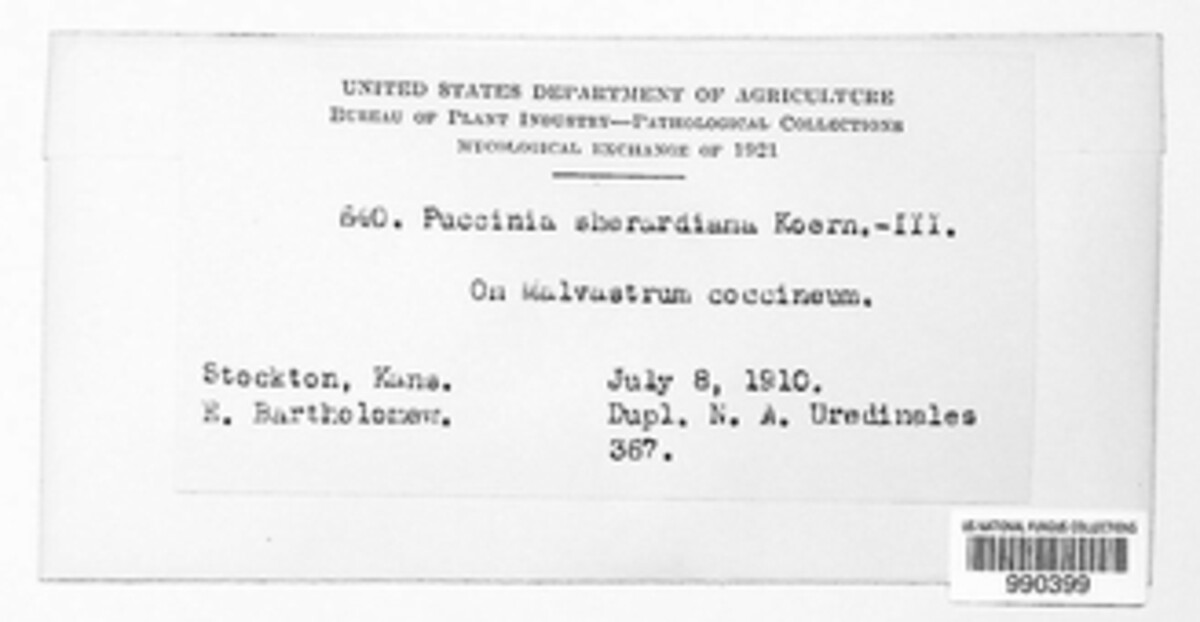 UNITED STATES DEPARTMENT OF AGRICULTURE
BUREAU OF PLANT INDUSTRY—PATHOLOGICAL COLLECTIONS
MYCOLOGICAL EXCHANGE OF 1921
640. Puccinia sherardiana Koern.-III.
On Malvastrum coccineum.
Stockton, Kans.
E. Bartholomew.
July 8, 1910.
Dupl. N. A. Uredinales
367.
US NATIONAL FUNGUS COLLECTIONS
990399